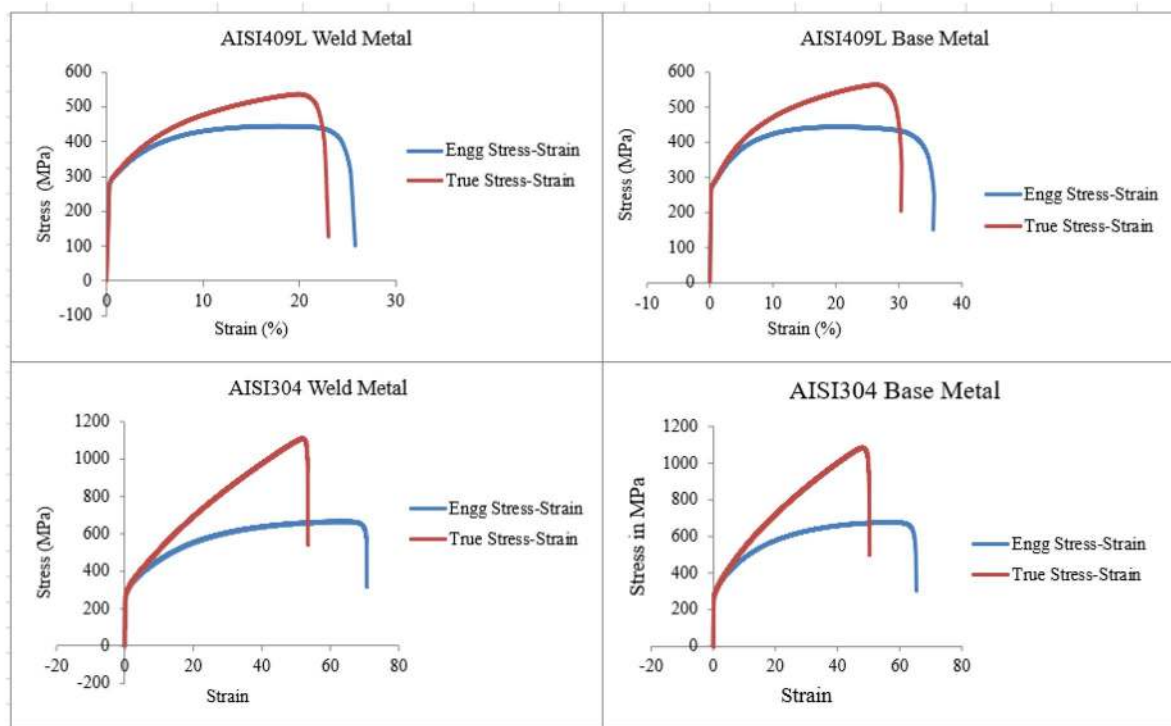 AISI409L Weld Metal
600
500
400
300
200
100
0
-100
0 10 20 30
Stress (MPa)
Strain (%)
Engg Stress-Strain
True Stress-Strain
AISI409L Base Metal
600
500
400
300
200
100
0
-10 0 10 20 30 40
Stress (MPa)
Strain (%)
Engg Stress-Strain
True Stress-Strain
AISI304 Weld Metal
1200
1000
800
600
400
200
0
-200
-20 0 20 40 60 80
Stress (MPa)
Strain
Engg Stress-Strain
True Stress-Strain
AISI304 Base Metal
1200
1000
800
600
400
200
0
-20 0 20 40 60 80
Stress in MPa
Strain
Engg Stress-Strain
True Stress-Strain